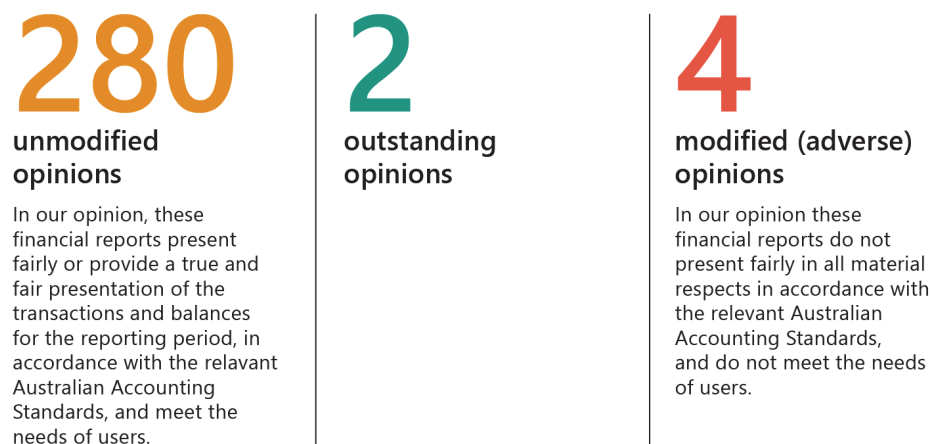 280
unmodified
opinions
In our opinion, these
financial reports present
fairly or provide a true and
fair presentation of the
transactions and balances
for the reporting period, in
accordance with the relavant
Australian Accounting
Standards, and meet the
needs of users.
2
outstanding
opinions
4
modified (adverse)
opinions
In our opinion these
financial reports do not
present fairly in all material
respects in accordance with
the relevant Australian
Accounting Standards,
and do not meet the needs
of users.